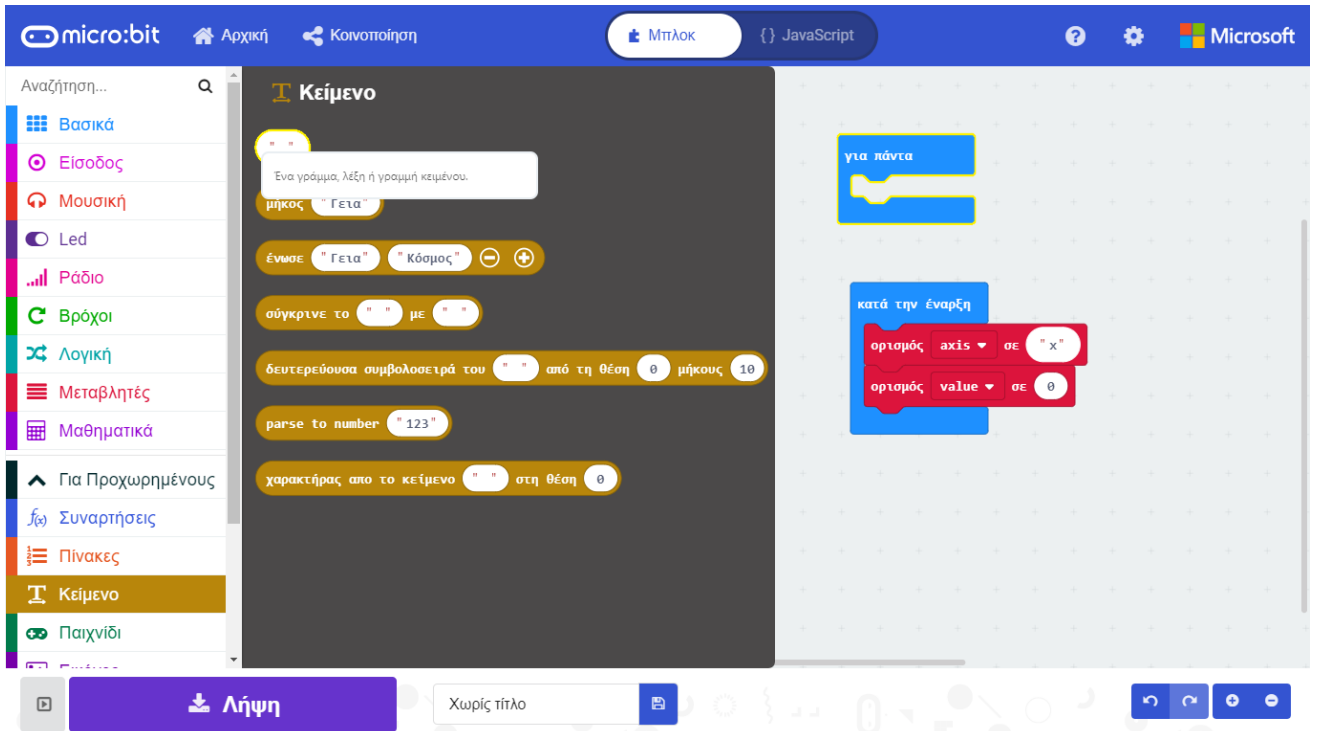 micro:bit
Αρχική
Κοινοποίηση
Μπλοκ
{} JavaScript
Microsoft
Αναζήτηση...
Βασικά
Είσοδος
Μουσική
Led
Ράδιο
Βρόχοι
Λογική
Μεταβλητές
Μαθηματικά
Για Προχωρημένους
f(x) Συναρτήσεις
Πίνακες
Κείμενο
Παιχνίδι
Κείμενο
" "
Ένα γράμμα, λέξη ή γραμμή κειμένου.
μήκος "Γεια"
ένωσε "Γεια" "Κόσμος"
σύγκρινε το " " με " "
δευτερεύουσα συμβολοσειρά του " " από τη θέση 0 μήκους 10
parse to number "123"
χαρακτήρας απο το κείμενο " " στη θέση 0
για πάντα
κατά την έναρξη
ορισμός axis σε "x"
ορισμός value σε 0
Λήψη
Χωρίς τίτλο